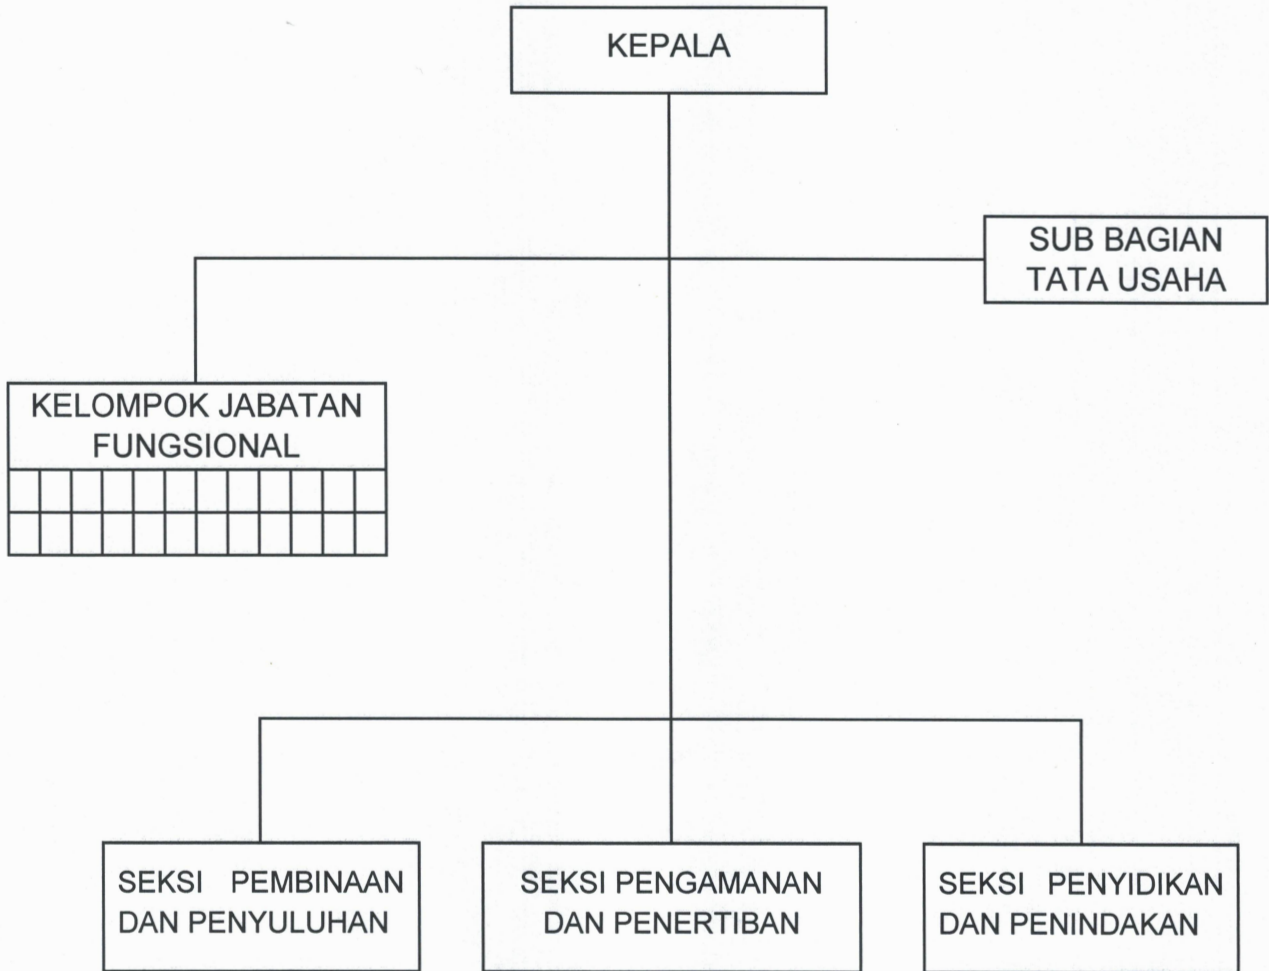 KEPALA
SUB BAGIAN
TATA USAHA
KELOMPOK JABATAN
FUNGSIONAL
SEKSI PEMBINAAN
DAN PENYULUHAN
SEKSI PENGAMANAN
DAN PENERTIBAN
SEKSI PENYIDIKAN
DAN PENINDAKAN